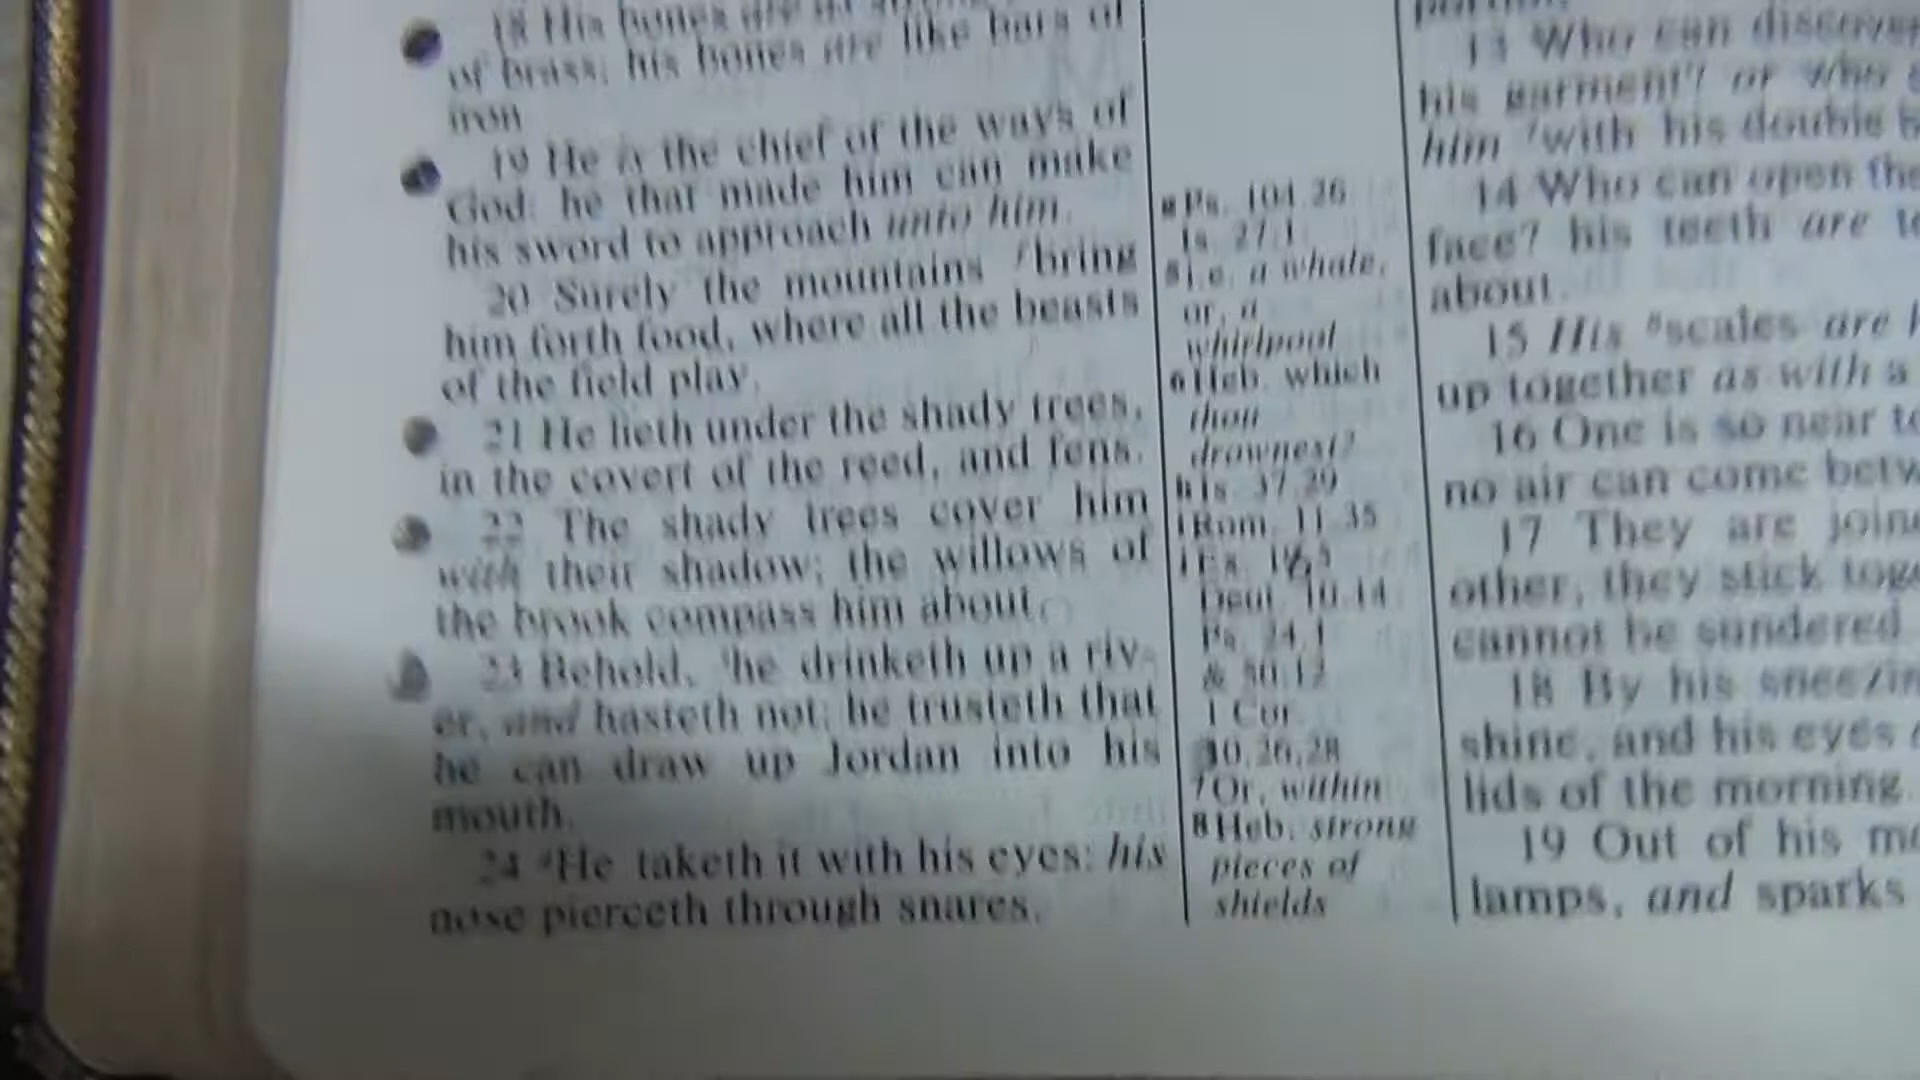 18 His bones are as strong
of brass; his bones are like bars of
iron
19 He is the chief of the ways of
God: he that made him can make
his sword to approach unto him.
20 Surely the mountains bring
him forth food, where all the beasts
of the field play.
21 He lieth under the shady trees,
in the covert of the reed, and fens.
22 The shady trees cover him
with their shadow; the willows of
the brook compass him about.
23 Behold, he drinketh up a riv-
er, and hasteth not: he trusteth that
he can draw up Jordan into his
mouth.
24 He taketh it with his eyes: his
nose pierceth through snares.
Ps. 104.26
Is. 27.1
5 i.e. a whale,
or, a
whirlpool
6 Heb. which
thou
drownest?
h Is. 37.29
i Rom. 11.35
Deut. 10.14
Ps. 24.1
& 50.12
1 Cor.
10.26,28
7 Or, within
8 Heb. strong
pieces of
shields
13 Who can discover
his garment? or who
him with his double
14 Who can open the
face? his teeth are
about.
15 His 8scales are
up together as with a
16 One is so near
no air can come
17 They are
other, they stick
cannot be sundered
18 By his
shine, and his eyes
lids of the morning.
19 Out of his
lamps, and sparks